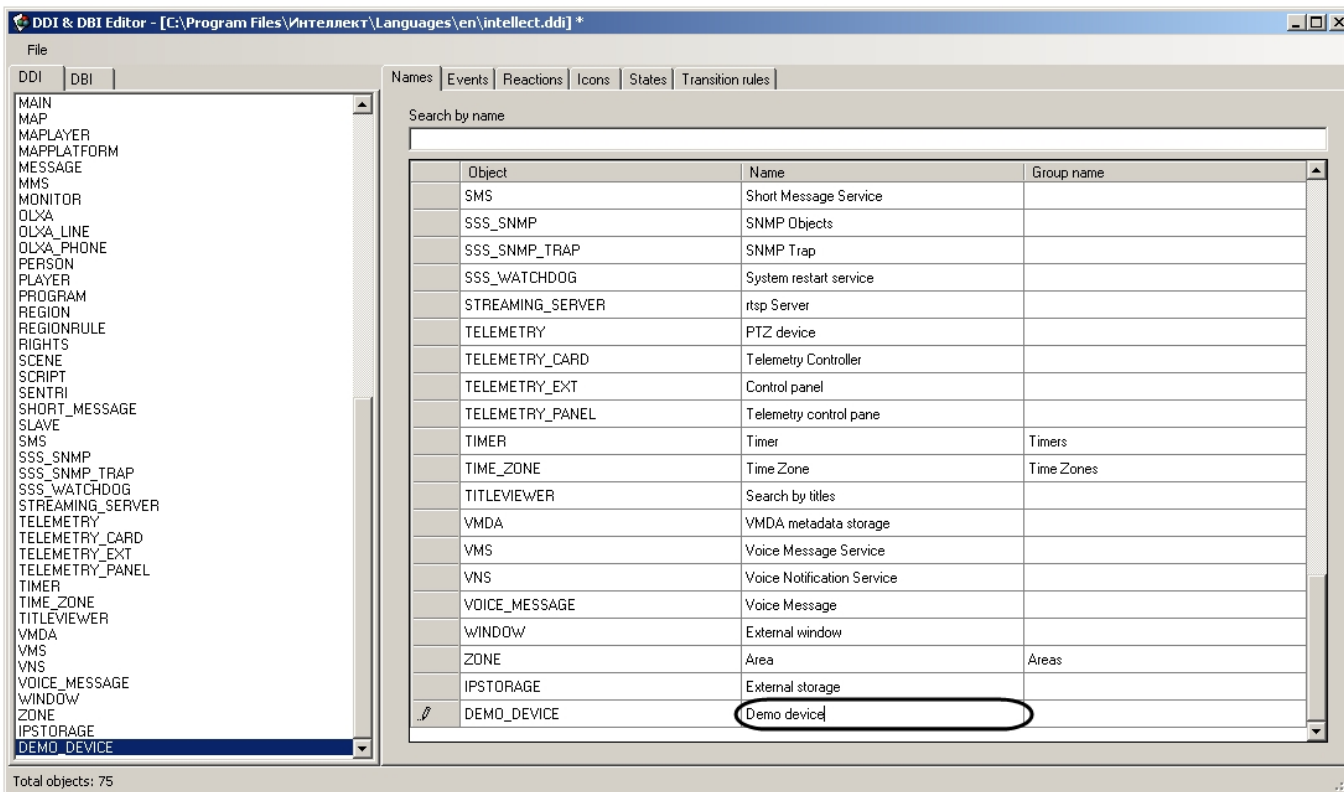 DDI & DBI Editor - [C:\Program Files\Интеллект\Languages\en\intellect.ddi] *
File
DDI DBI
MAIN
MAP
MAPLAYER
MAPPLATFORM
MESSAGE
MMS
MONITOR
OLXA
OLXA_LINE
OLXA_PHONE
PERSON
PLAYER
PROGRAM
REGION
REGIONRULE
RIGHTS
SCENE
SCRIPT
SENTRI
SHORT_MESSAGE
SLAVE
SMS
SSS_SNMP
SSS_SNMP_TRAP
SSS_WATCHDOG
STREAMING_SERVER
TELEMETRY
TELEMETRY_CARD
TELEMETRY_EXT
TELEMETRY_PANEL
TIMER
TIME_ZONE
TITLEVIEWER
VMDA
VMS
VNS
VOICE_MESSAGE
WINDOW
ZONE
IPSTORAGE
DEMO_DEVICE
Names Events Reactions Icons States Transition rules
Search by name
Object Name Group name
SMS Short Message Service
SSS_SNMP SNMP Objects
SSS_SNMP_TRAP SNMP Trap
SSS_WATCHDOG System restart service
STREAMING_SERVER rtsp Server
TELEMETRY PTZ device
TELEMETRY_CARD Telemetry Controller
TELEMETRY_EXT Control panel
TELEMETRY_PANEL Telemetry control pane
TIMER Timer Timers
TIME_ZONE Time Zone Time Zones
TITLEVIEWER Search by titles
VMDA VMDA metadata storage
VMS Voice Message Service
VNS Voice Notification Service
VOICE_MESSAGE Voice Message
WINDOW External window
ZONE Area Areas
IPSTORAGE External storage
DEMO_DEVICE Demo device
Total objects: 75